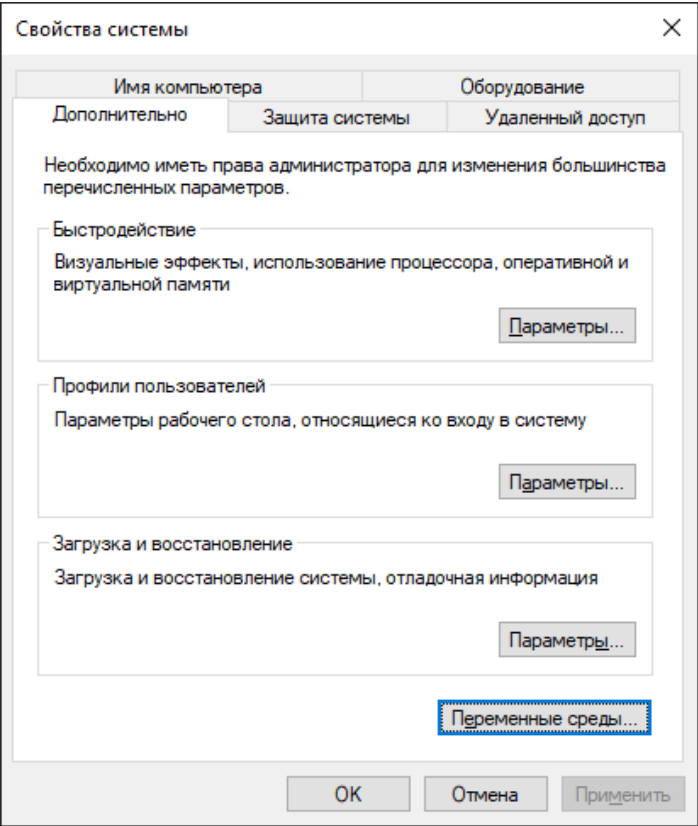 Свойства системы
Имя компьютера
Оборудование
Дополнительно
Защита системы
Удаленный доступ
Необходимо иметь права администратора для изменения большинства
перечисленных параметров.
Быстродействие
Визуальные эффекты, использование процессора, оперативной и
виртуальной памяти
Параметры...
Профили пользователей
Параметры рабочего стола, относящиеся ко входу в систему
Параметры...
Загрузка и восстановление
Загрузка и восстановление системы, отладочная информация
Параметры...
Переменные среды...
OK
Отмена
Применить